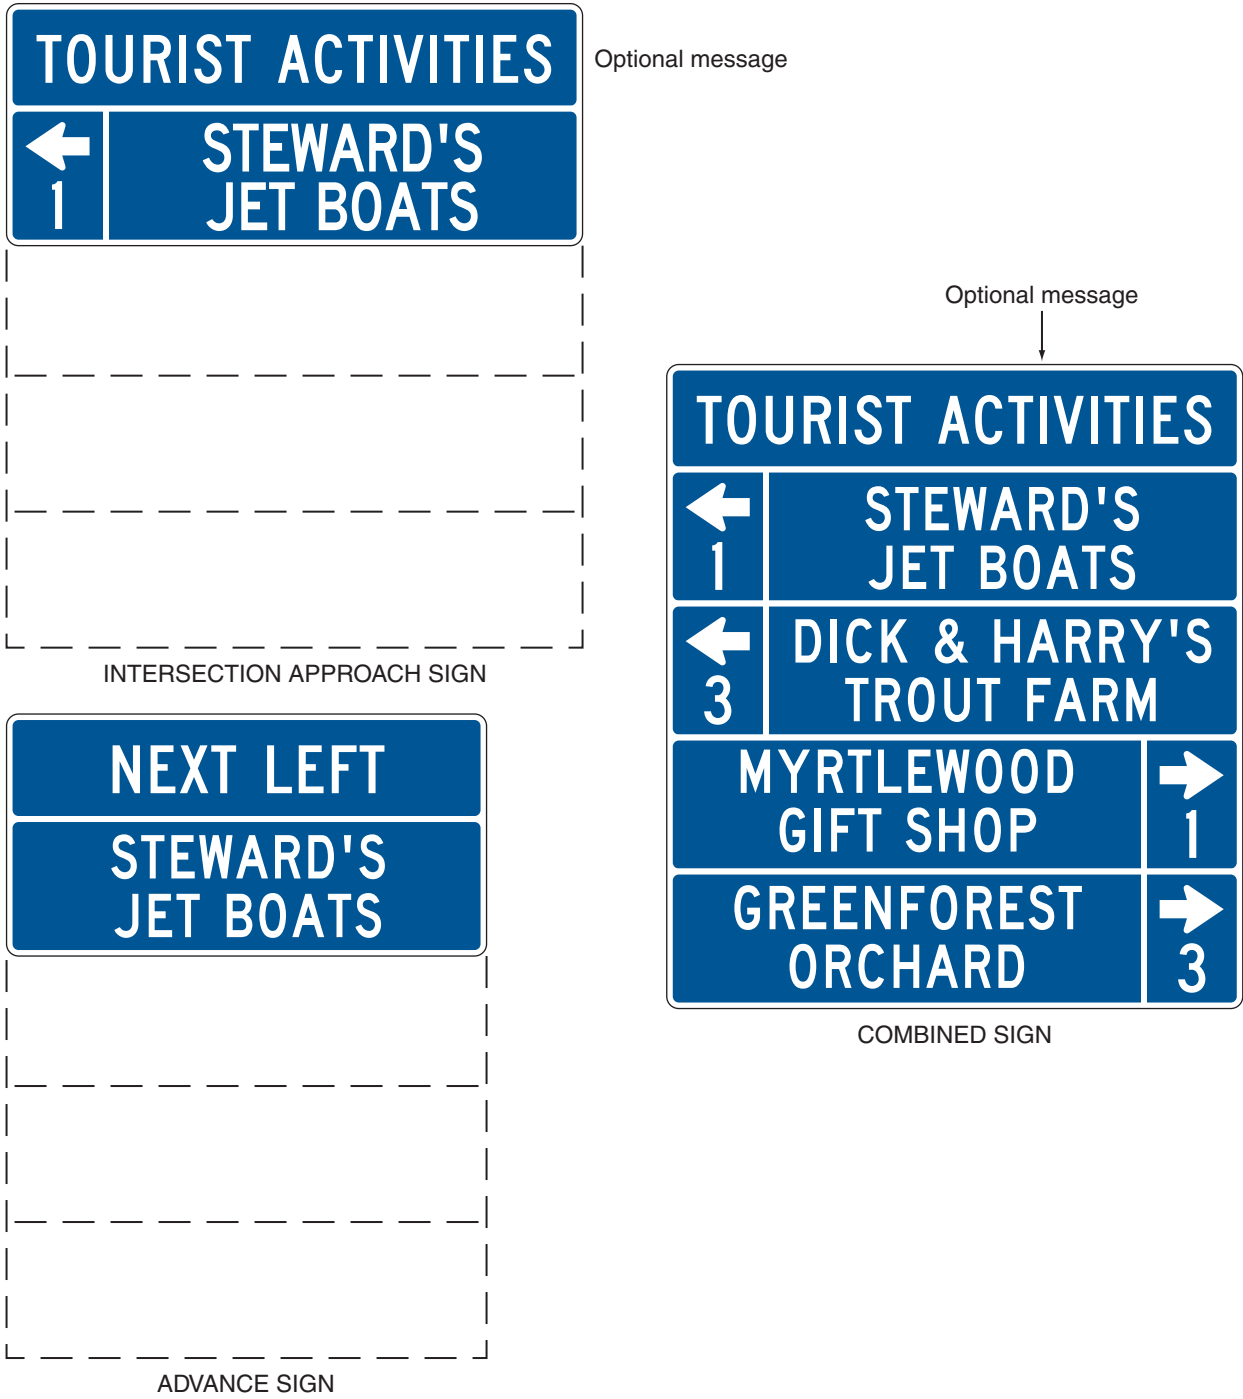 TOURIST ACTIVITIES
Optional message
1
STEWARD'S
JET BOATS
INTERSECTION APPROACH SIGN
NEXT LEFT
STEWARD'S
JET BOATS
ADVANCE SIGN
Optional message
TOURIST ACTIVITIES
1
STEWARD'S
JET BOATS
3
DICK & HARRY'S
TROUT FARM
MYRTLEWOOD
GIFT SHOP
1
GREENFOREST
ORCHARD
3
COMBINED SIGN